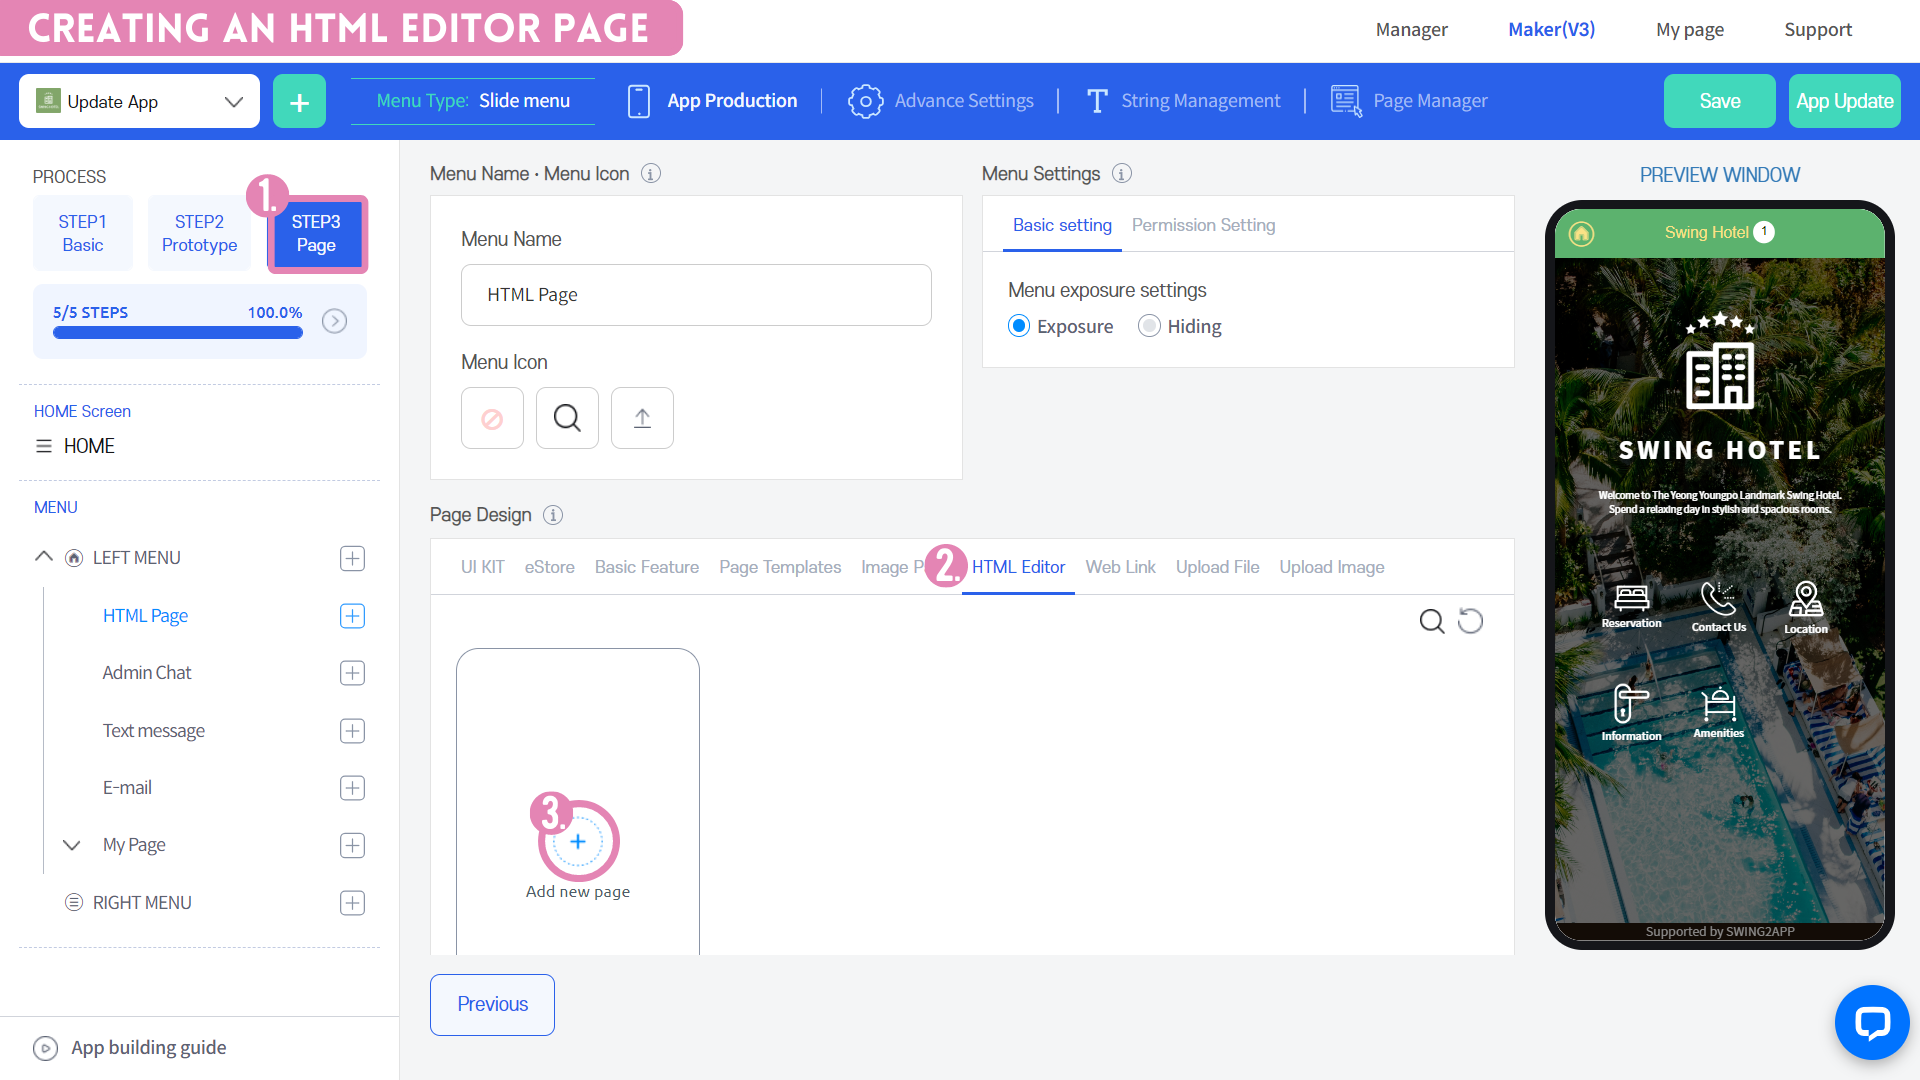 CREATING AN HTML EDITOR PAGE
Manager
Maker(V3)
My page
Support
Update App
+
Menu Type: Slide menu
App Production
Advance Settings
String Management
Page Manager
Save
App Update
PROCESS
1.
STEP1
Basic
STEP2
Prototype
STEP3
Page
5/5 STEPS
100.0%
HOME Screen
HOME
MENU
LEFT MENU
HTML Page
Admin Chat
Text message
E-mail
My Page
RIGHT MENU
App building guide
Menu Name · Menu Icon
Menu Name
HTML Page
Menu Icon
Menu Settings
Basic setting
Permission Setting
Menu exposure settings
Exposure
Hiding
Page Design
UI KIT
eStore
Basic Feature
Page Templates
Image P
2.
HTML Editor
Web Link
Upload File
Upload Image
3.
+
Add new page
Previous
PREVIEW WINDOW
Swing Hotel 1
SWING HOTEL
Welcome to The Yeong Youngpo Landmark Swing Hotel.
Spend a relaxing day in stylish and spacious rooms.
Reservation
Contact Us
Location
Information
Amenities
Supported by SWING2APP